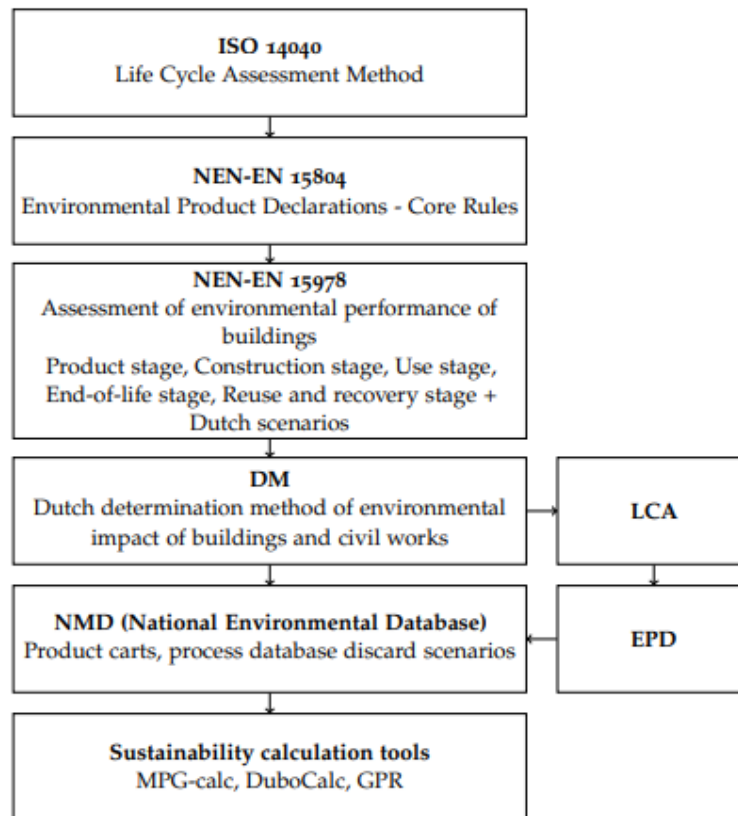 ISO 14040
Life Cycle Assessment Method
NEN-EN 15804
Environmental Product Declarations - Core Rules
NEN-EN 15978
Assessment of environmental performance of
buildings
Product stage, Construction stage, Use stage,
End-of-life stage, Reuse and recovery stage +
Dutch scenarios
DM
Dutch determination method of environmental
impact of buildings and civil works
LCA
NMD (National Environmental Database)
Product carts, process database discard scenarios
EPD
Sustainability calculation tools
MPG-calc, DuboCalc, GPR